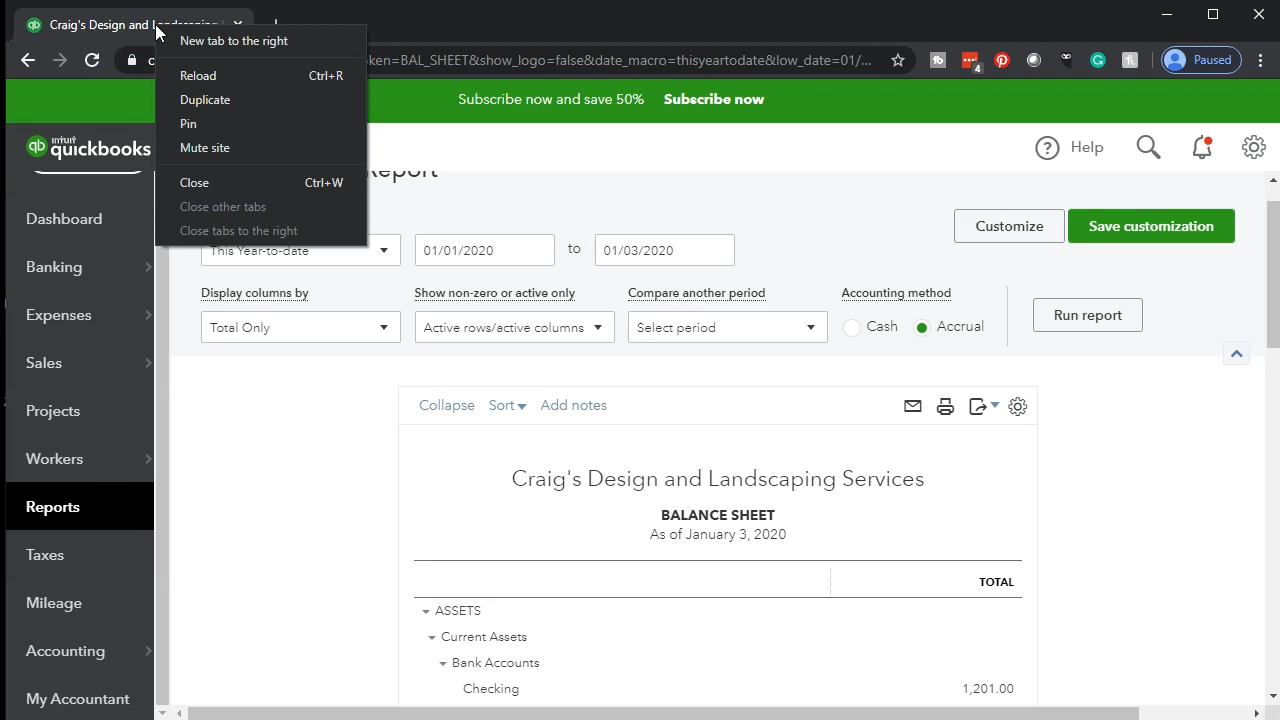 Craig's Design and Landscaping
New tab to the right
Reload Ctrl+R
Duplicate
Pin
Mute site
Close Ctrl+W
Close other tabs
Close tabs to the right
ken=BAL_SHEET&show_logo=false&date_macro=thisyeartodate&low_date=01/...
4
Paused
Subscribe now and save 50% Subscribe now
intuit
quickbooks
Help
Report
Dashboard
Banking
Expenses
Sales
Projects
Workers
Reports
Taxes
Mileage
Accounting
My Accountant
Customize
Save customization
This Year-to-date
01/01/2020 to 01/03/2020
Display columns by
Show non-zero or active only
Compare another period
Accounting method
Total Only
Active rows/active columns
Select period
Cash
Accrual
Run report
Collapse Sort Add notes
Craig's Design and Landscaping Services
BALANCE SHEET
As of January 3, 2020
TOTAL
ASSETS
Current Assets
Bank Accounts
Checking 1,201.00